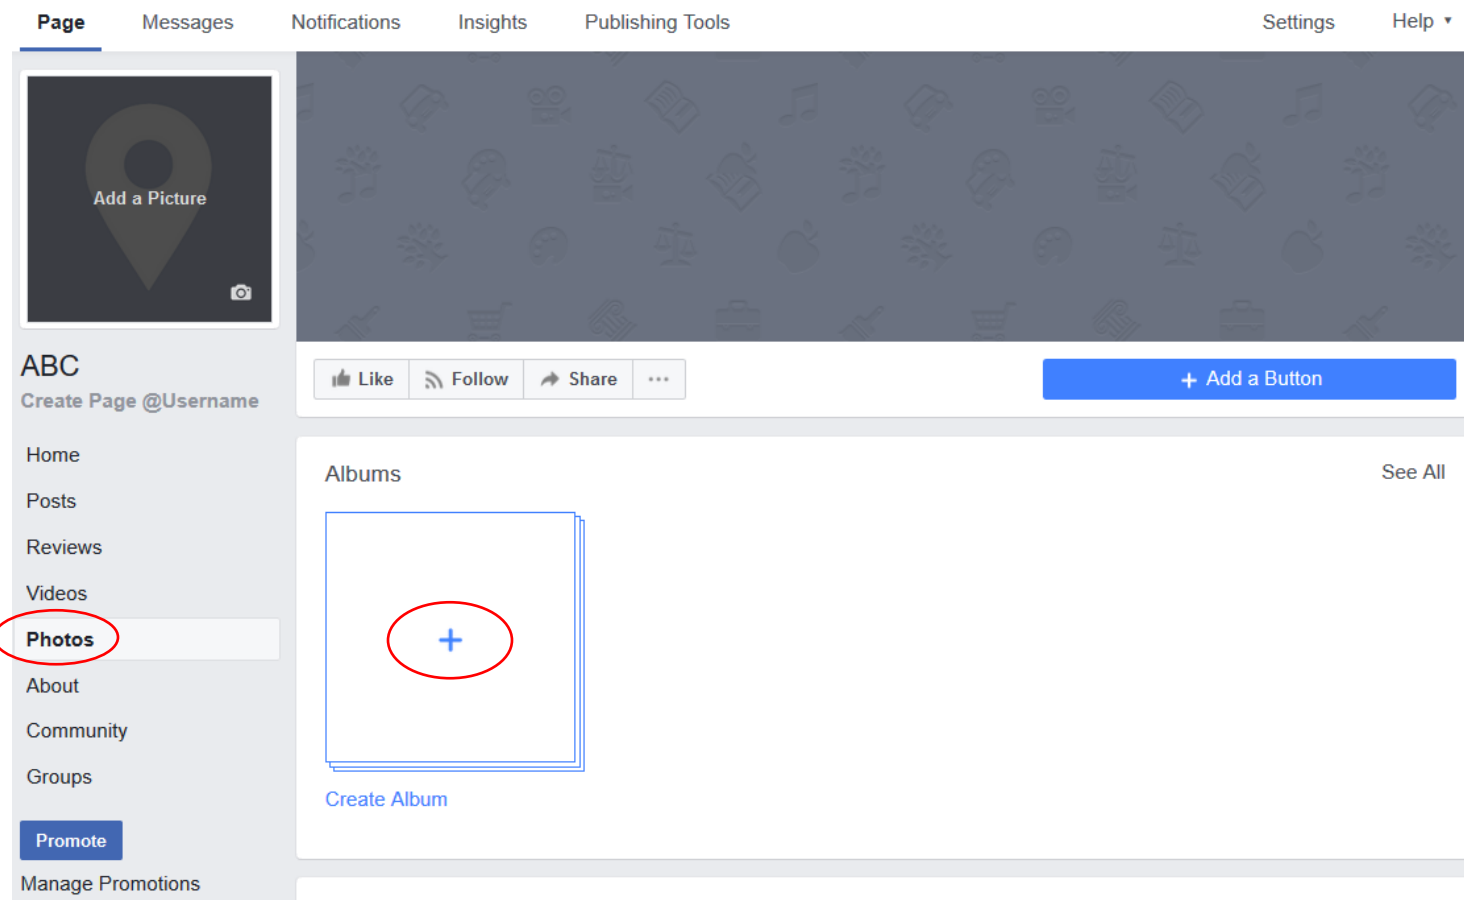 Page Messages Notifications Insights Publishing Tools Settings Help
Add a Picture
ABC
Create Page @Username
Like Follow Share
+ Add a Button
Home
Posts
Reviews
Videos
Photos
About
Community
Groups
Promote
Manage Promotions
Albums See All
+
Create Album